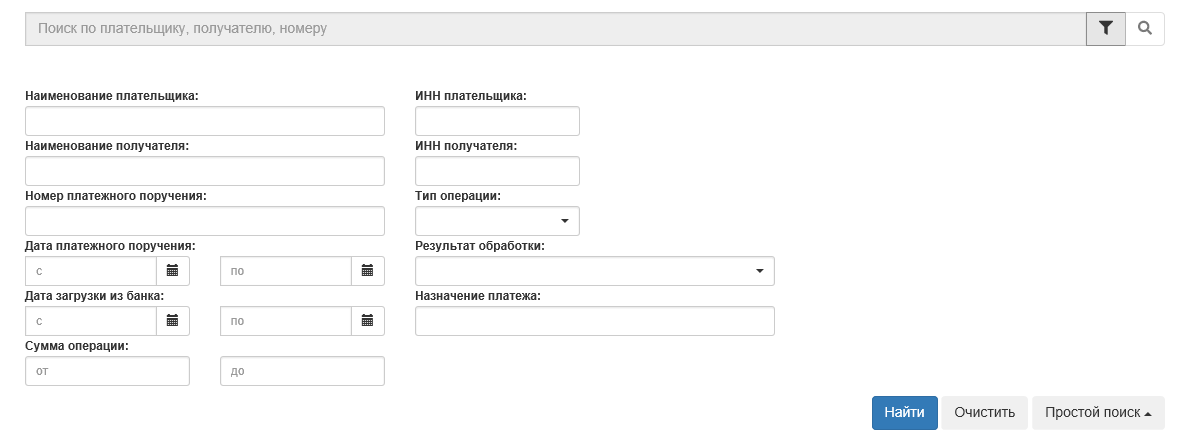 Поиск по плательщику, получателю, номеру
Наименование плательщика: ИНН плательщика:
Наименование получателя: ИНН получателя:
Номер платежного поручения: Тип операции:
Дата платежного поручения: Результат обработки:
с по
Дата загрузки из банка: Назначение платежа:
с по
Сумма операции:
от до
Найти Очистить Простой поиск